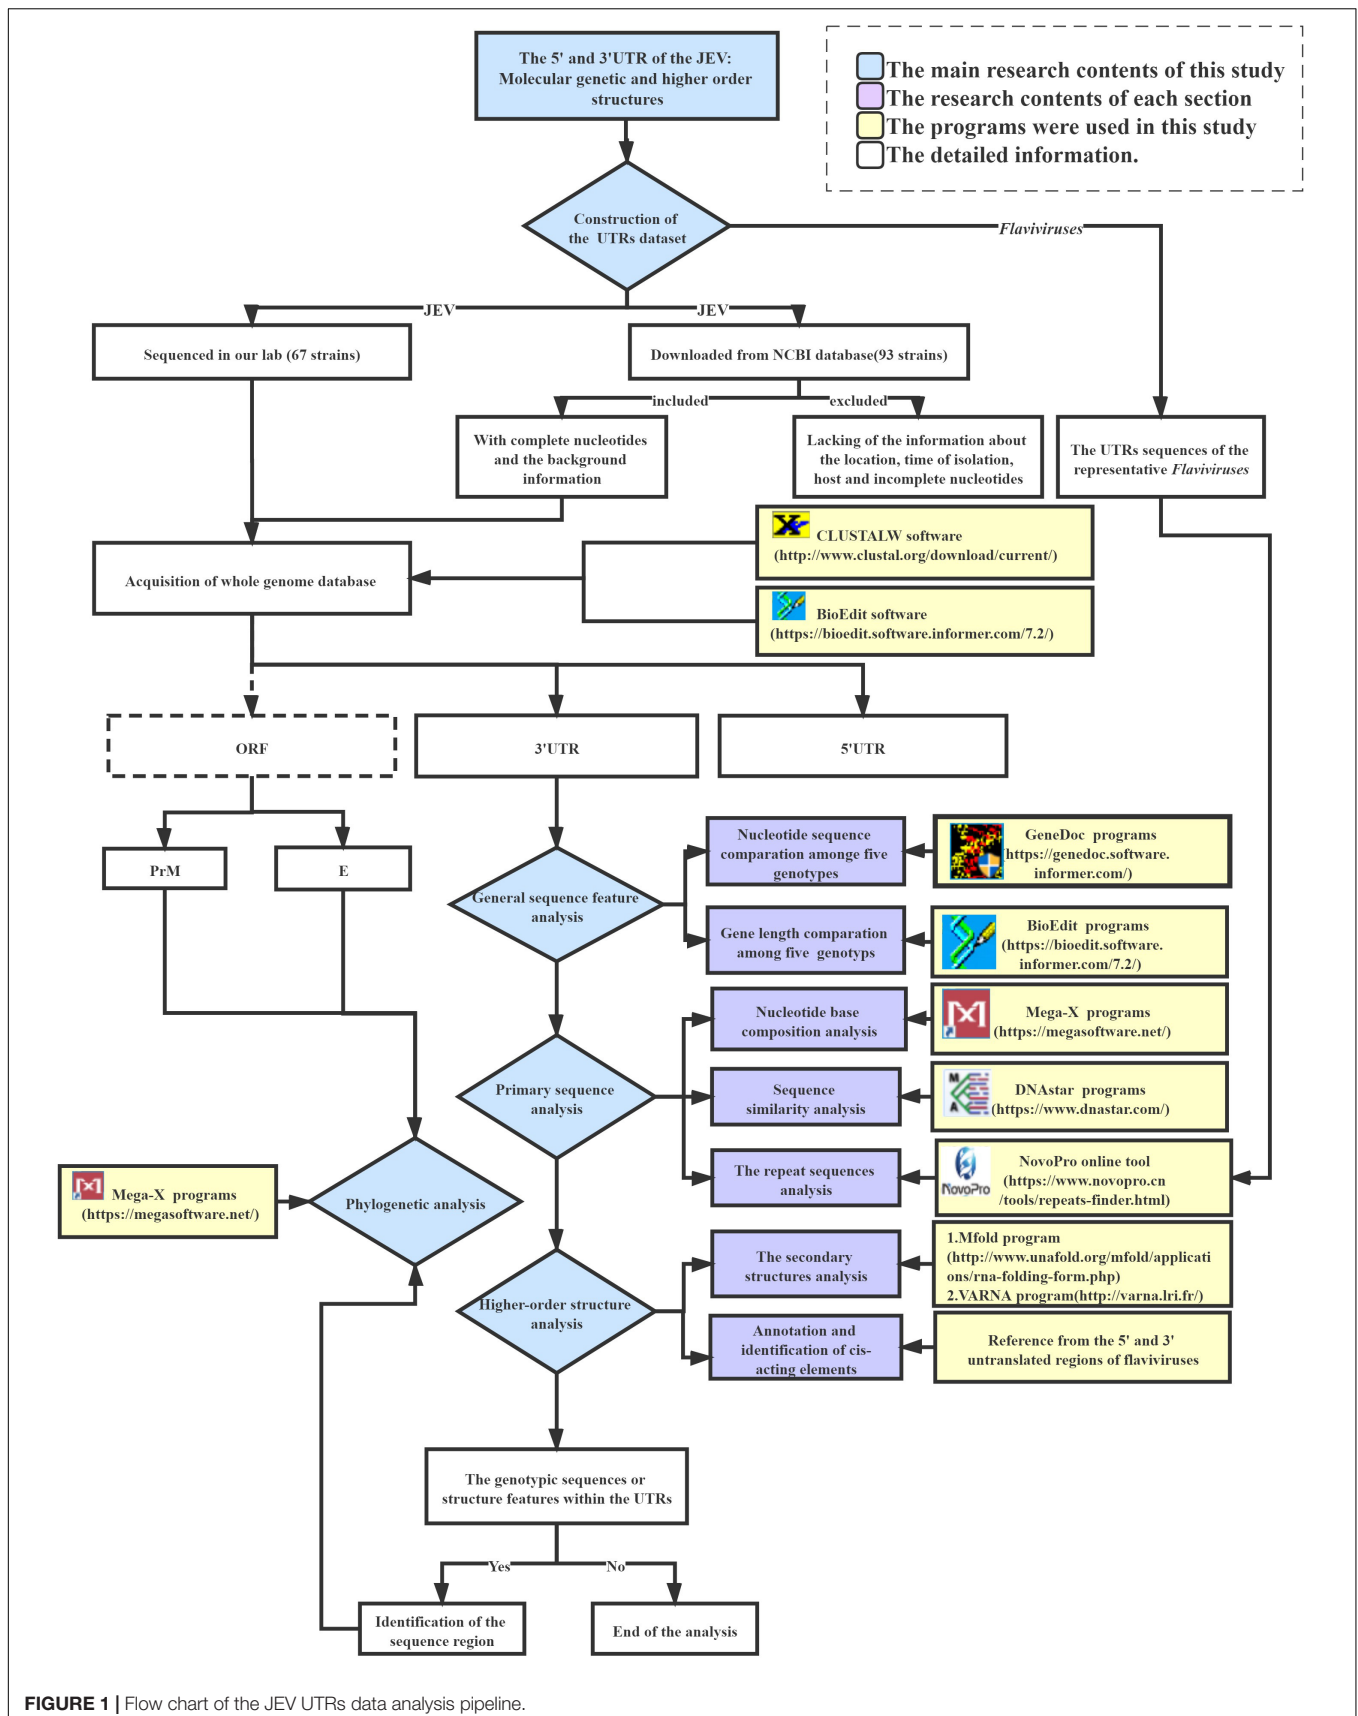 The 5' and 3'UTR of the JEV:
Molecular genetic and higher order
structures
The main research contents of this study
The research contents of each section
The programs were used in this study
The detailed information.
Construction of
the UTRs dataset
Flaviviruses
JEV
JEV
Sequenced in our lab (67 strains)
Downloaded from NCBI database(93 strains)
included
excluded
With complete nucleotides
and the background
information
Lacking of the information about
the location, time of isolation,
host and incomplete nucleotides
The UTRs sequences of the
representative Flaviviruses
CLUSTALW software
(http://www.clustal.org/download/current/)
Acquisition of whole genome database
BioEdit software
(https://bioedit.software.informer.com/7.2/)
ORF
3'UTR
5'UTR
PrM
E
General sequence feature
analysis
Nucleotide sequence
comparation amonge five
genotypes
GeneDoc programs
https://genedoc.software.
informer.com/)
Gene length comparation
among five genotyps
BioEdit programs
(https://bioedit.software.
informer.com/7.2/)
Primary sequence
analysis
Nucleotide base
composition analysis
Mega-X programs
(https://megasoftware.net/)
Sequence
similarity analysis
M
A
DNAstar programs
(https://www.dnastar.com/)
The repeat sequences
analysis
NovoPro
NovoPro online tool
(https://www.novopro.cn
/tools/repeats-finder.html)
Mega-X programs
(https://megasoftware.net/)
Phylogenetic analysis
Higher-order structure
analysis
The secondary
structures analysis
1.Mfold program
(http://www.unafold.org/mfold/applicati
ons/rna-folding-form.php)
2.VARNA program(http://varna.lri.fr/)
Annotation and
identification of cis-
acting elements
Reference from the 5' and 3'
untranslated regions of flaviviruses
The genotypic sequences or
structure features within the UTRs
Yes
No
Identification of the
sequence region
End of the analysis
FIGURE 1 | Flow chart of the JEV UTRs data analysis pipeline.